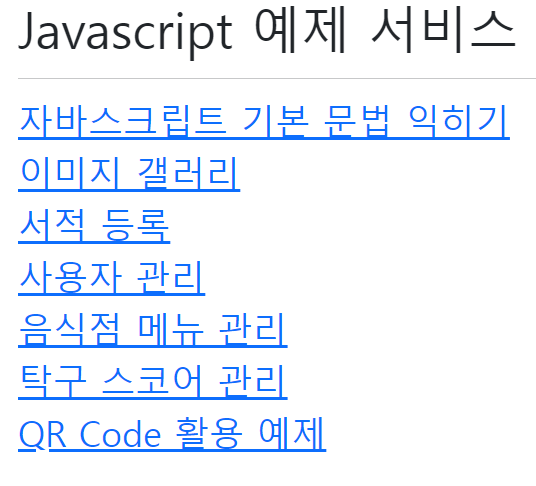 Javascript 예제 서비스
자바스크립트 기본 문법 익히기
이미지 갤러리
서적 등록
사용자 관리
음식점 메뉴 관리
탁구 스코어 관리
QR Code 활용 예제